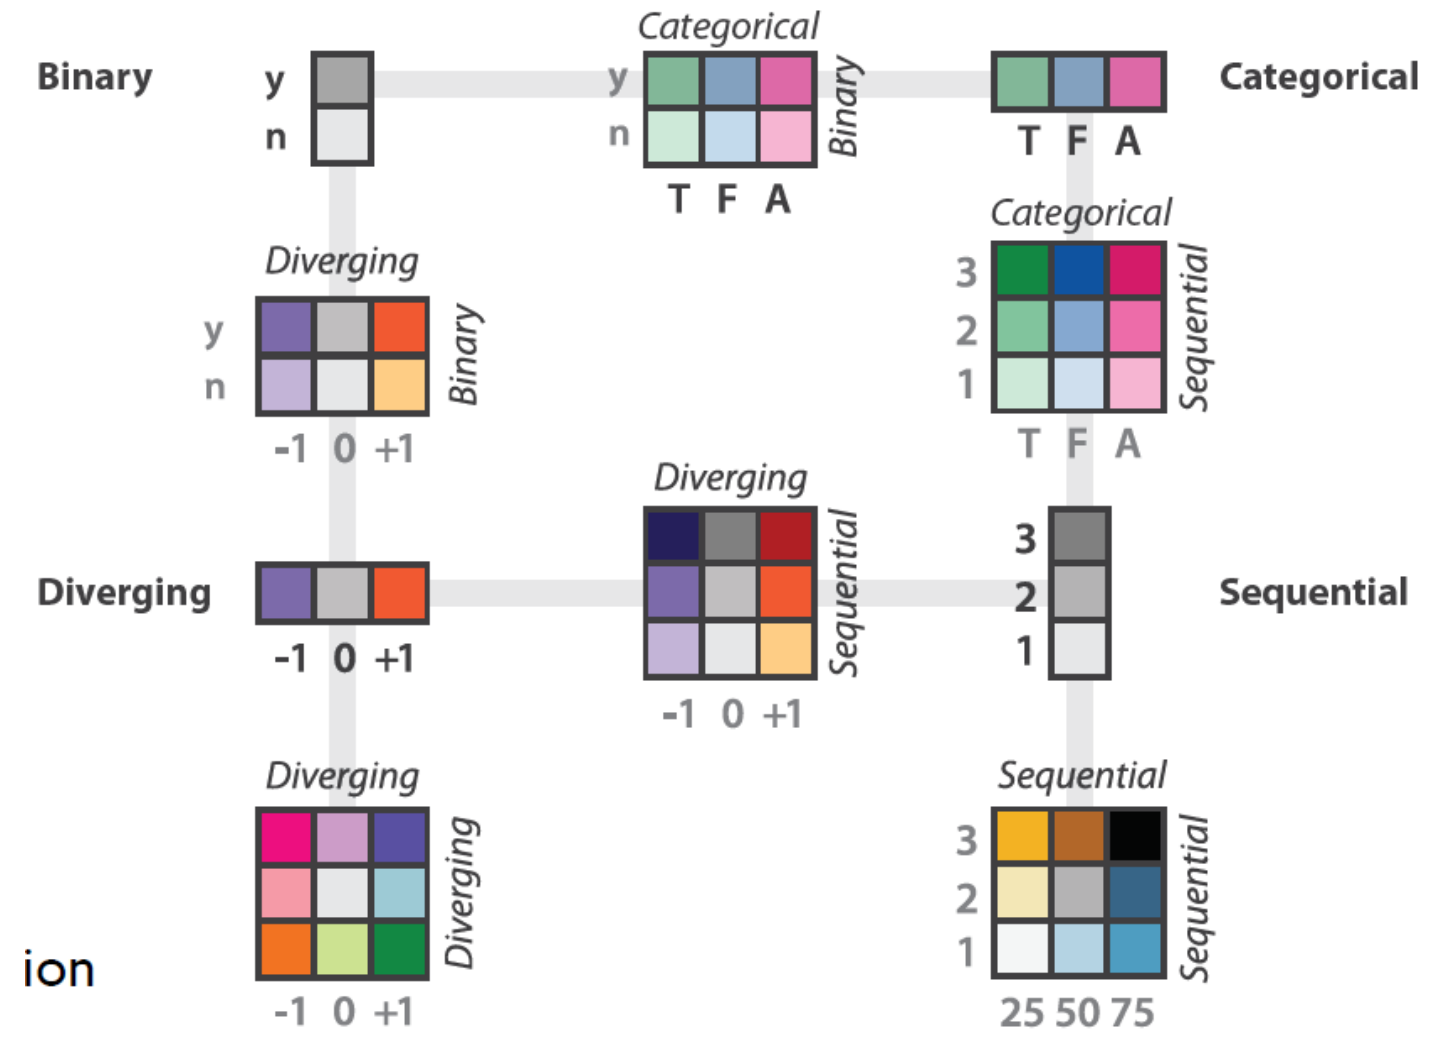 Categorical
Binary
y
n
y
n
Binary
T F A
Categorical
T F A
Diverging
y
n
Binary
-1 0 +1
Categorical
3
2
1
Sequential
T F A
Diverging
-1 0 +1
Diverging
Sequential
-1 0 +1
3
2
1
Sequential
Diverging
Diverging
-1 0 +1
Sequential
3
2
1
Sequential
25 50 75
ion